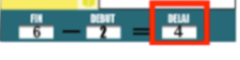 FIN DEBUT DELAI
6 — 2 = 4